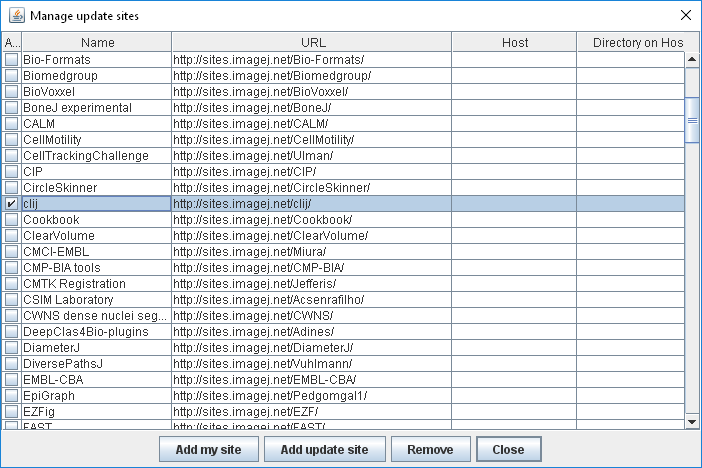 Manage update sites
A... Name URL Host Directory on Hos
Bio-Formats http://sites.imagej.net/Bio-Formats/
Biomedgroup http://sites.imagej.net/Biomedgroup/
BioVoxxel http://sites.imagej.net/BioVoxxel/
BoneJ experimental http://sites.imagej.net/BoneJ/
CALM http://sites.imagej.net/CALM/
CellMotility http://sites.imagej.net/CellMotility/
CellTrackingChallenge http://sites.imagej.net/Ulman/
CIP http://sites.imagej.net/CIP/
CircleSkinner http://sites.imagej.net/CircleSkinner/
clij http://sites.imagej.net/clij/
Cookbook http://sites.imagej.net/Cookbook/
ClearVolume http://sites.imagej.net/ClearVolume/
CMCI-EMBL http://sites.imagej.net/Miura/
CMP-BIA tools http://sites.imagej.net/CMP-BIA/
CMTK Registration http://sites.imagej.net/Jefferis/
CSIM Laboratory http://sites.imagej.net/Acsenrafilho/
CWNS dense nuclei seg... http://sites.imagej.net/CWNS/
DeepClas4Bio-plugins http://sites.imagej.net/Adines/
DiameterJ http://sites.imagej.net/DiameterJ/
DiversePathsJ http://sites.imagej.net/Vuhlmann/
EMBL-CBA http://sites.imagej.net/EMBL-CBA/
EpiGraph http://sites.imagej.net/Pedgomgal1/
EZFig http://sites.imagej.net/EZF/
FAST http://sites.imagej.net/FAST/
Add my site Add update site Remove Close